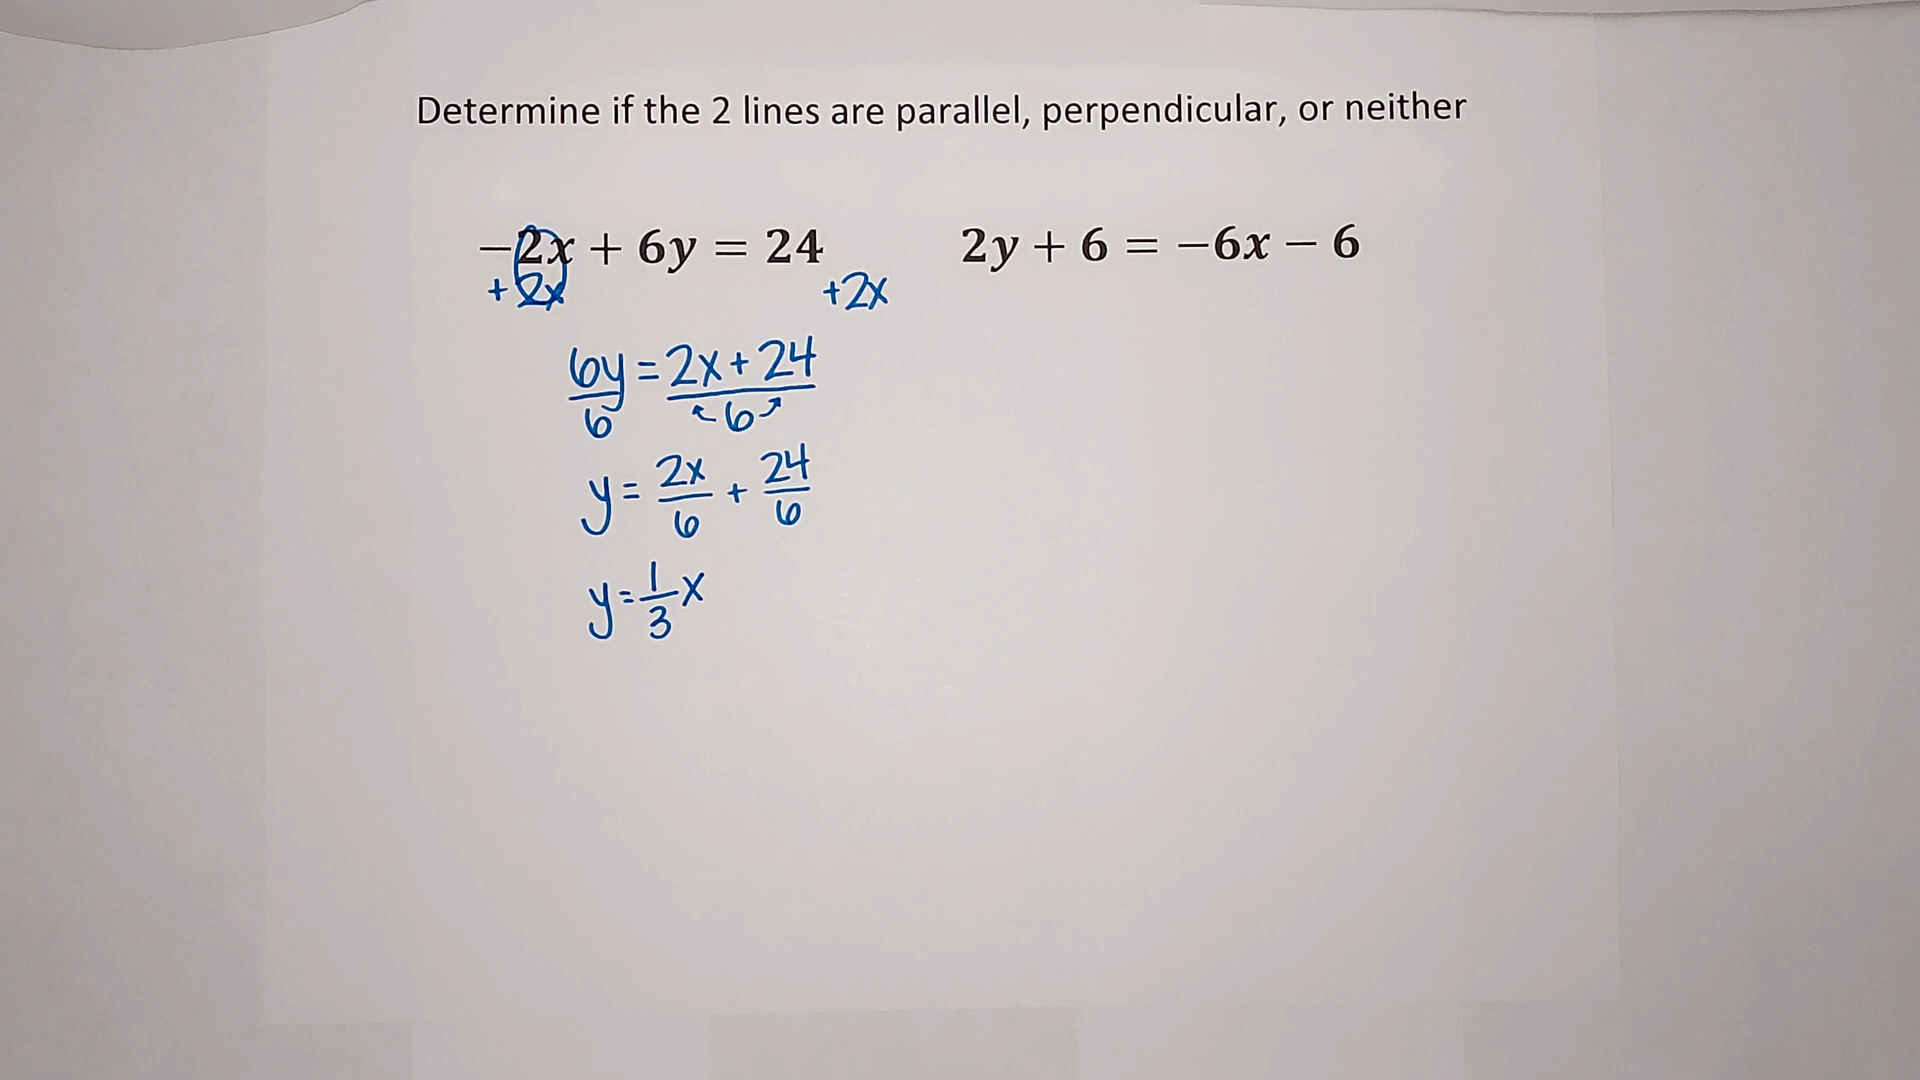 Determine if the 2 lines are parallel, perpendicular, or neither
−2x + 6y = 24
2y + 6 = −6x − 6
+ 2x +2x
6y = 2x + 24
6 6
y = 2x/6 + 24/6
y = 1/3 x